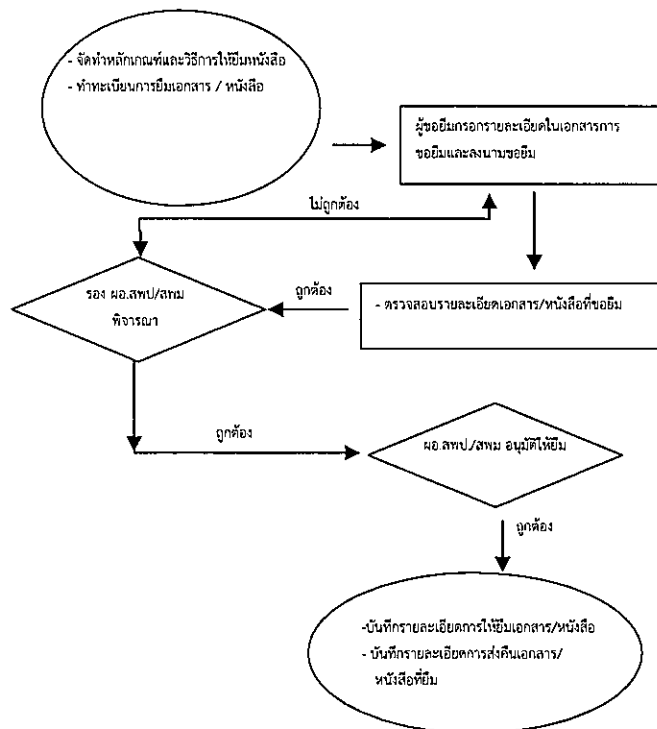 - จัดทำหลักเกณฑ์และวิธีการให้ยืมหนังสือ
- ทำทะเบียนการยืมเอกสาร / หนังสือ
ผู้ขอยืมกรอกรายละเอียดในเอกสารการ
ขอยืมและลงนามขอยืม
ไม่ถูกต้อง
รอง ผอ.สพป/สพม
พิจารณา
ถูกต้อง
- ตรวจสอบรายละเอียดเอกสาร/หนังสือที่ขอยืม
ถูกต้อง
ผอ.สพป./สพม อนุมัติให้ยืม
ถูกต้อง
-บันทึกรายละเอียดการให้ยืมเอกสาร/หนังสือ
- บันทึกรายละเอียดการส่งคืนเอกสาร/
หนังสือที่ยืม